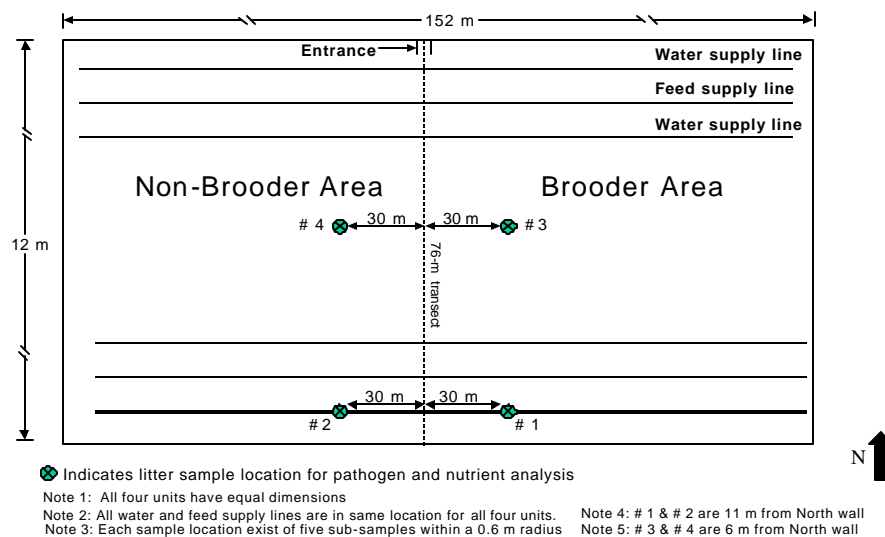 152 m
Entrance
Water supply line
Feed supply line
Water supply line
Non-Brooder Area
Brooder Area
# 4
30 m
30 m
# 3
12 m
76-m transect
30 m
30 m
#2
# 1
N
Indicates litter sample location for pathogen and nutrient analysis
Note 1: All four units have equal dimensions
Note 2: All water and feed supply lines are in same location for all four units.
Note 3: Each sample location exist of five sub-samples within a 0.6 m radius
Note 4: # 1 & # 2 are 11 m from North wall
Note 5: # 3 & # 4 are 6 m from North wall